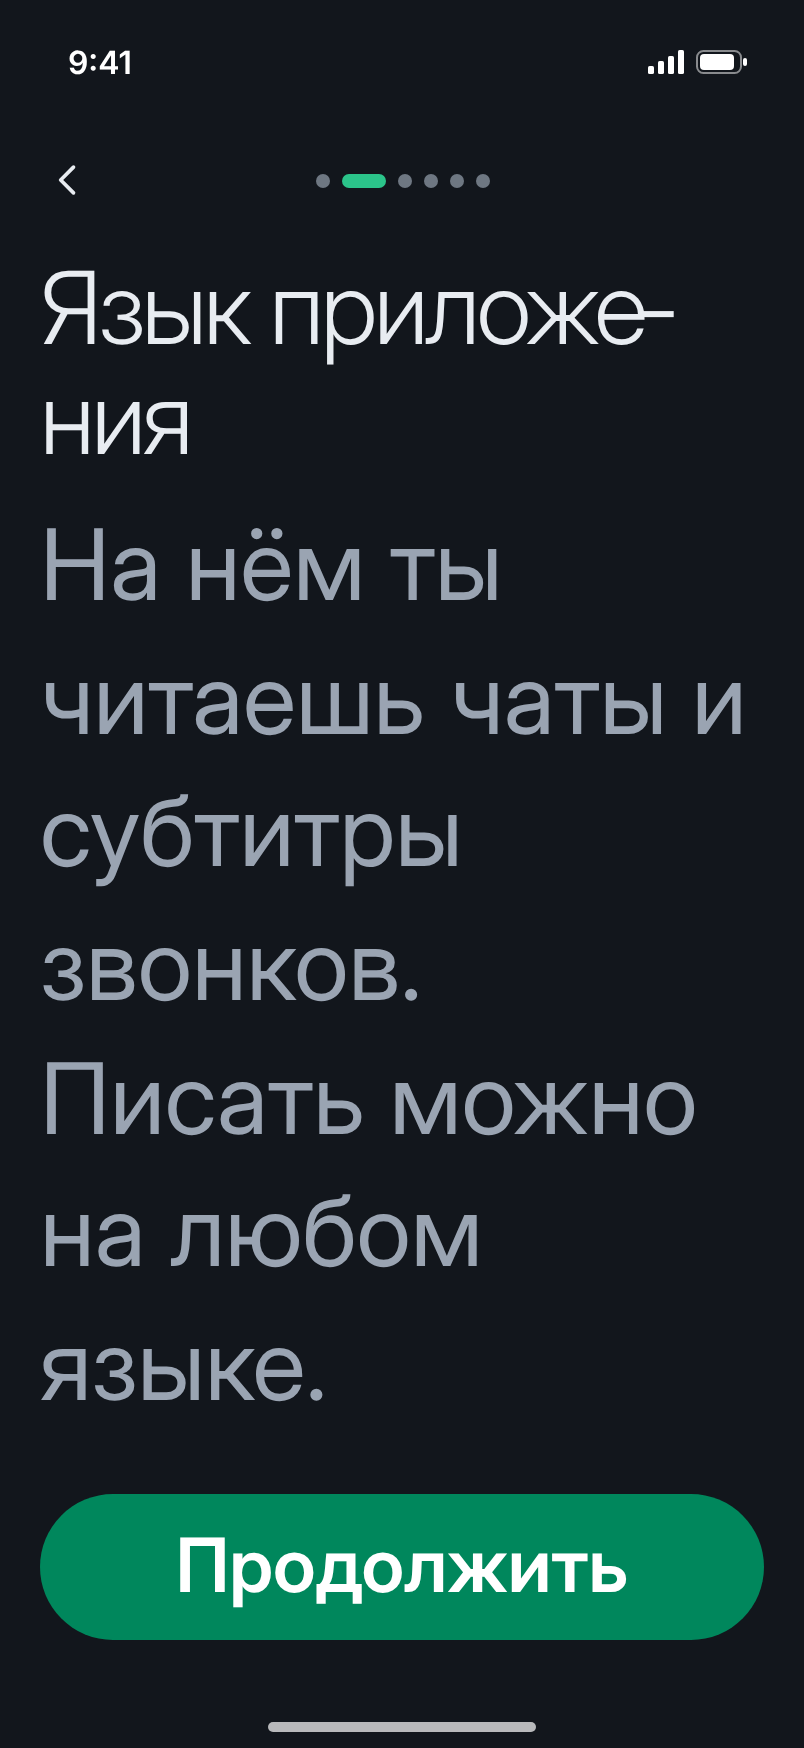 9:41
Язык приложе-
ния
На нём ты
читаешь чаты и
субтитры
звонков.
Писать можно
на любом
языке.
Продолжить